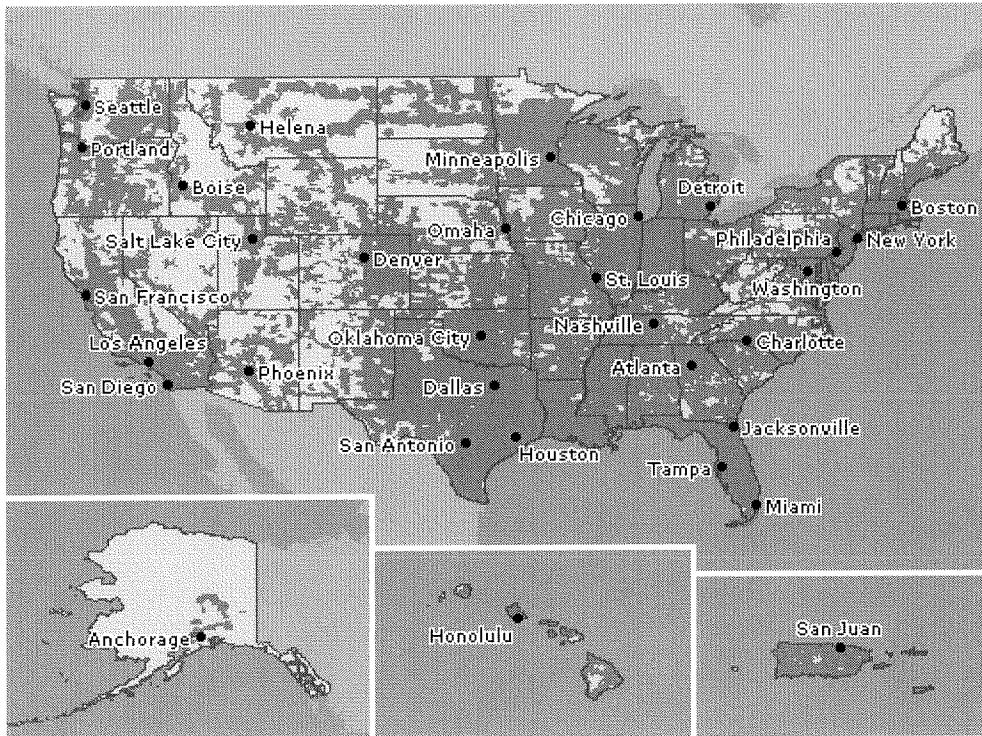 Seattle
Helena
Portland
Minneapolis
Boise
Detroit
Boston
Chicago
Omaha
Salt Lake City
Philadelphia
New York
Denver
St. Louis
Washington
San Francisco
Nashville
Oklahoma City
Charlotte
Los Angeles
Atlanta
Phoenix
San Diego
Dallas
Jacksonville
San Antonio
Houston
Tampa
Miami
Anchorage
Honolulu
San Juan